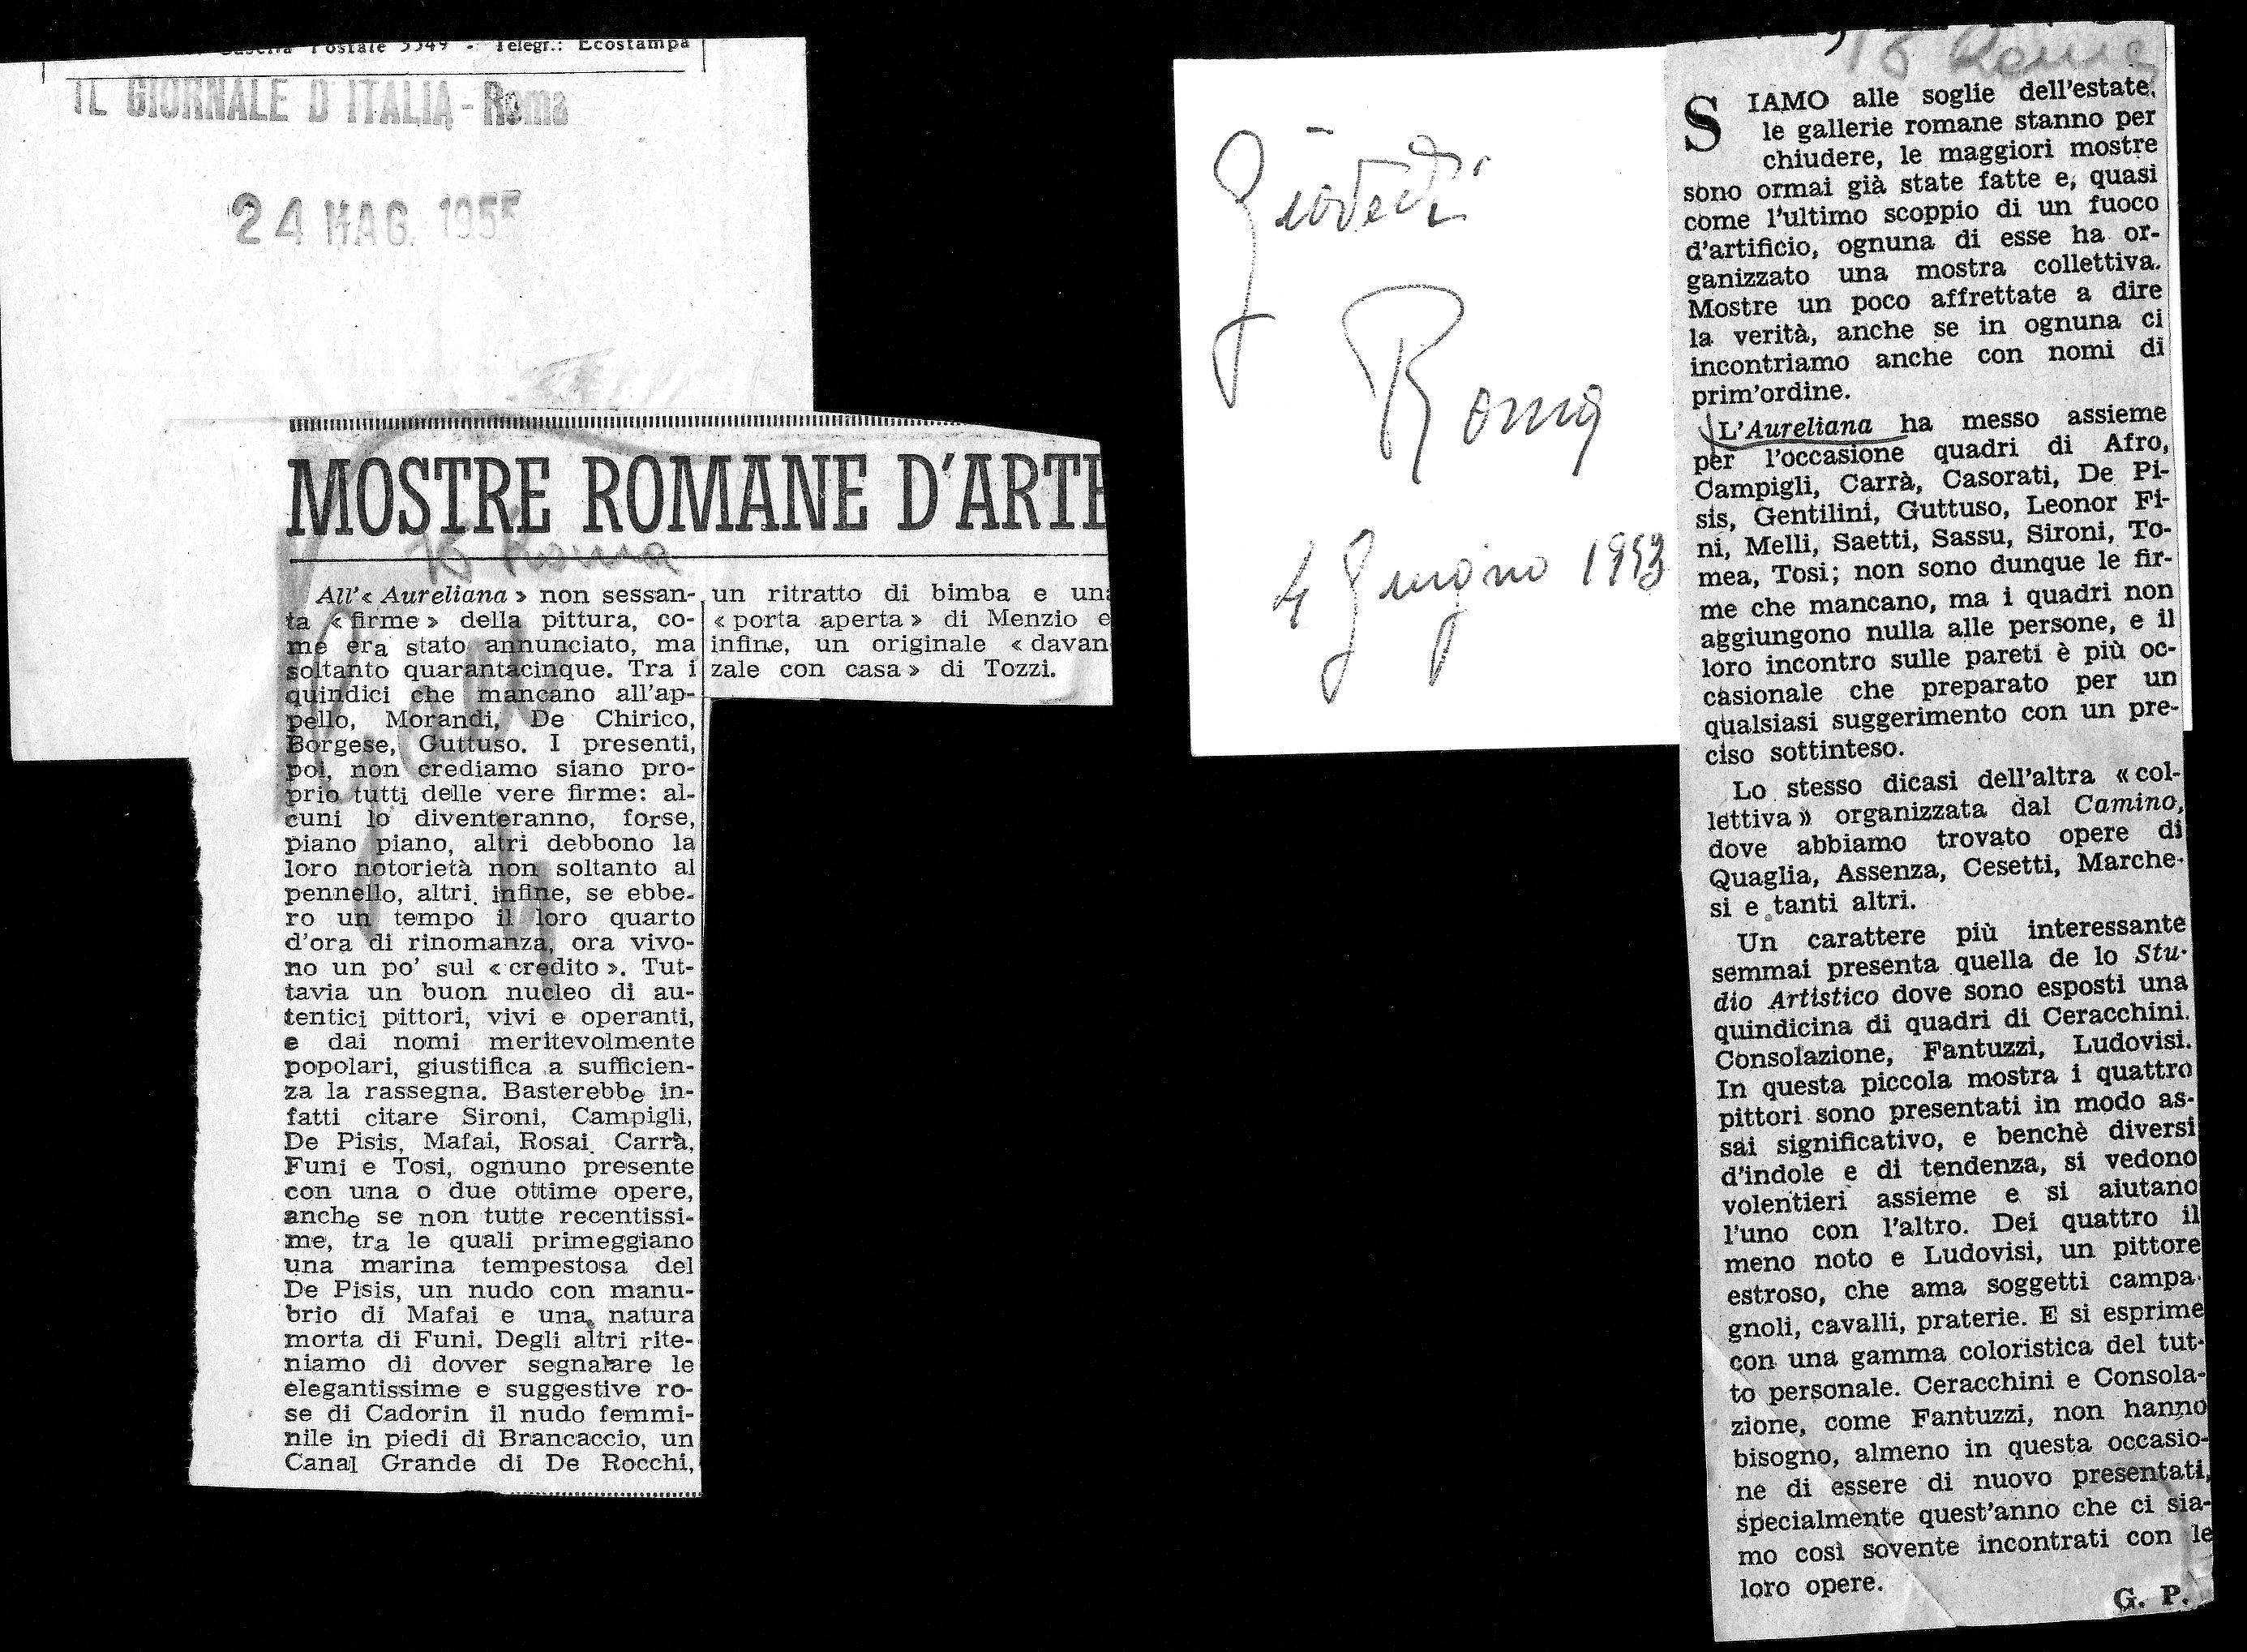 Casella Postale 5549 - Telegr.: Ecostampa
IL GIORNALE D'ITALIA - Roma
24 MAG. 1955
MOSTRE ROMANE D'ARTE
75 Roma
All'« Aureliana » non sessan-
ta « firme » della pittura, co-
me era stato annunciato, ma
soltanto quarantacinque. Tra i
quindici che mancano all'ap-
pello, Morandi, De Chirico,
Borgese, Guttuso. I presenti,
poi, non crediamo siano pro-
prio tutti delle vere firme: al-
cuni lo diventeranno, forse,
piano piano, altri debbono la
loro notorietà non soltanto al
pennello, altri infine, se ebbe-
ro un tempo il loro quarto
d'ora di rinomanza, ora vivo-
no un po' sul « credito ». Tut-
tavia un buon nucleo di au-
tentici pittori, vivi e operanti,
e dai nomi meritevolmente
popolari, giustifica a sufficien-
za la rassegna. Basterebbe in-
fatti citare Sironi, Campigli,
De Pisis, Mafai, Rosai Carrà,
Funi e Tosi, ognuno presente
con una o due ottime opere,
anche se non tutte recentissi-
me, tra le quali primeggiano
una marina tempestosa del
De Pisis, un nudo con manu-
brio di Mafai e una natura
morta di Funi. Degli altri rite-
niamo di dover segnalare le
elegantissime e suggestive ro-
se di Cadorin il nudo femmi-
nile in piedi di Brancaccio, un
Canal Grande di De Rocchi,
un ritratto di bimba e una
« porta aperta » di Menzio e
infine, un originale « davan-
zale con casa » di Tozzi.
Giovedì
Roma
4 Giugno 1953
75 Roma
SIAMO alle soglie dell'estate,
le gallerie romane stanno per
chiudere, le maggiori mostre
sono ormai già state fatte e, quasi
come l'ultimo scoppio di un fuoco
d'artificio, ognuna di esse ha or-
ganizzato una mostra collettiva.
Mostre un poco affrettate a dire
la verità, anche se in ognuna ci
incontriamo anche con nomi di
prim'ordine.
L'Aureliana ha messo assieme
per l'occasione quadri di Afro,
Campigli, Carrà, Casorati, De Pi-
sis, Gentilini, Guttuso, Leonor Fi-
ni, Melli, Saetti, Sassu, Sironi, To-
mea, Tosi; non sono dunque le fir-
me che mancano, ma i quadri non
aggiungono nulla alle persone, e il
loro incontro sulle pareti è più oc-
casionale che preparato per un
qualsiasi suggerimento con un pre-
ciso sottinteso.
Lo stesso dicasi dell'altra « col-
lettiva » organizzata dal Camino,
dove abbiamo trovato opere di
Quaglia, Assenza, Cesetti, Marche-
si e tanti altri.
Un carattere più interessante
semmai presenta quella de lo Stu-
dio Artistico dove sono esposti una
quindicina di quadri di Ceracchini.
Consolazione, Fantuzzi, Ludovisi.
In questa piccola mostra i quattro
pittori sono presentati in modo as-
sai significativo, e benchè diversi
d'indole e di tendenza, si vedono
volentieri assieme e si aiutano
l'uno con l'altro. Dei quattro il
meno noto e Ludovisi, un pittore
estroso, che ama soggetti campa-
gnoli, cavalli, praterie. E si esprime
con una gamma coloristica del tut-
to personale. Ceracchini e Consola-
zione, come Fantuzzi, non hanno
bisogno, almeno in questa occasio-
ne di essere di nuovo presentati,
specialmente quest'anno che ci sia-
mo così sovente incontrati con le
loro opere.
G. P.